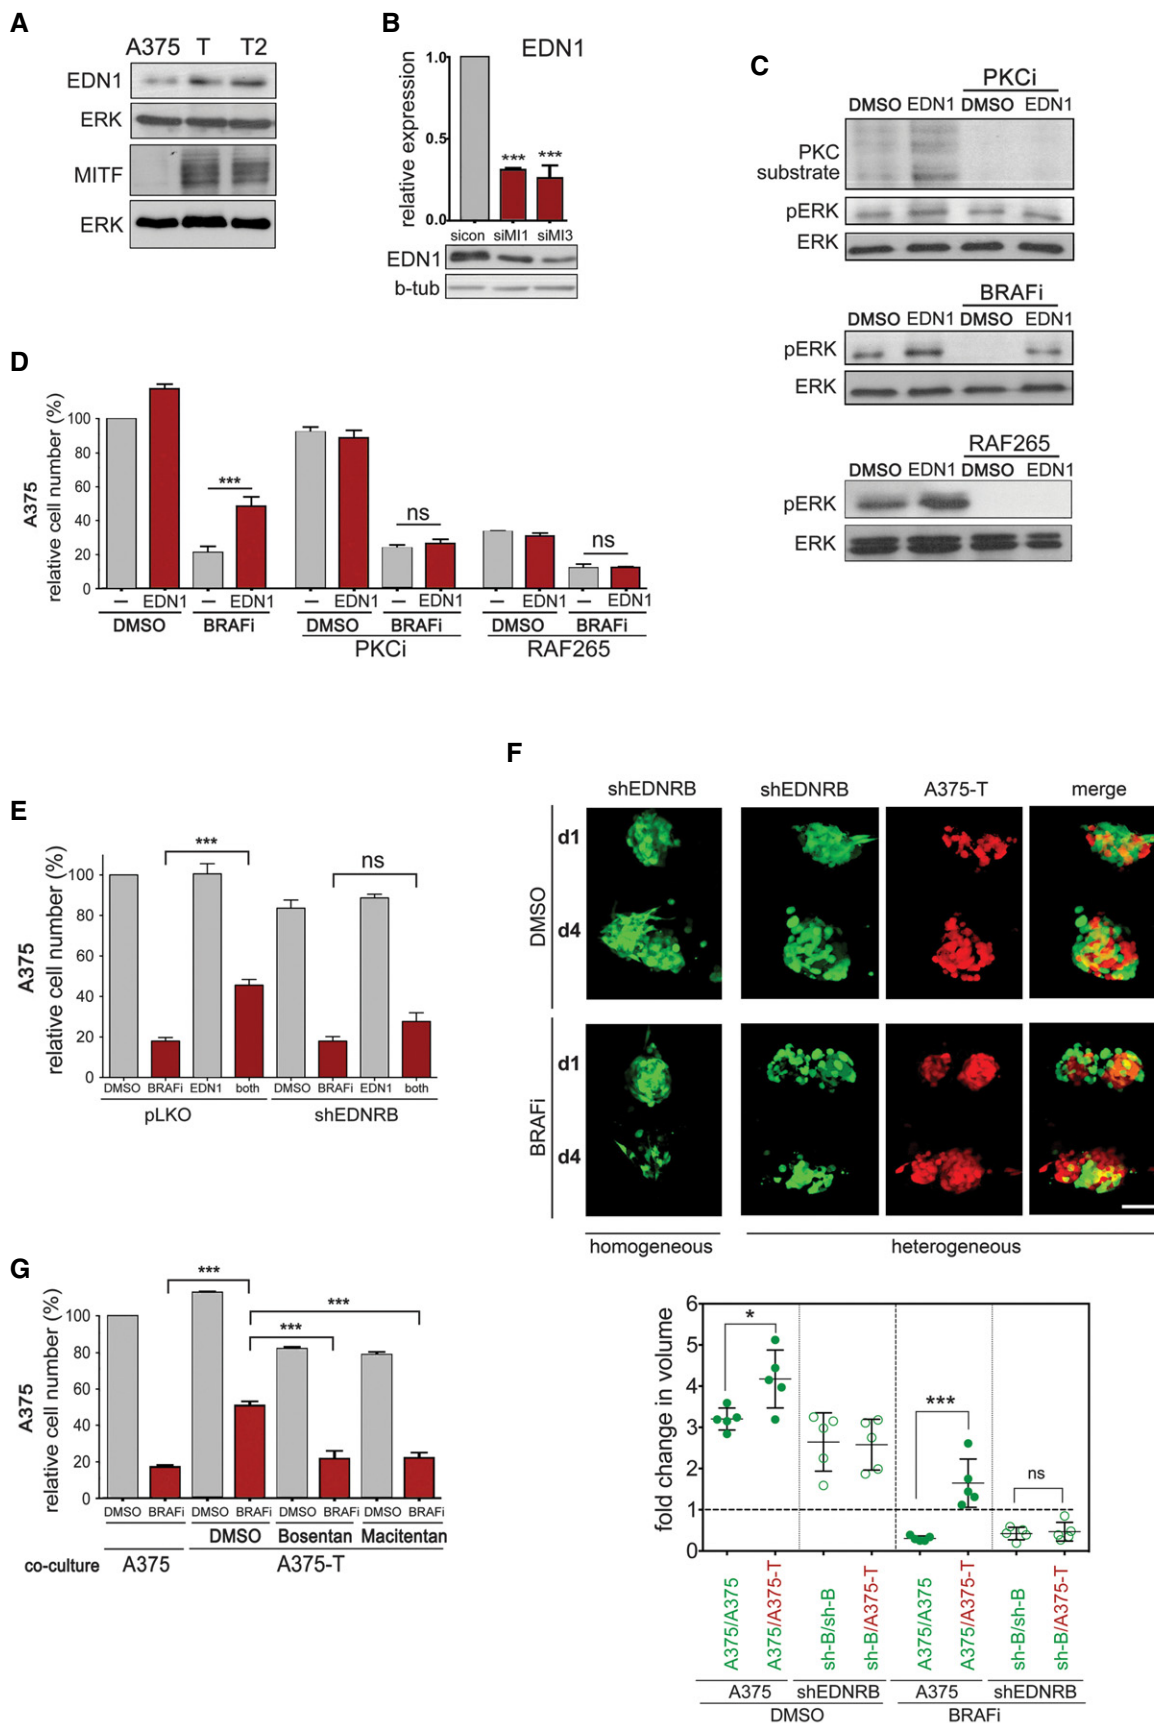 A
A375 T T2
EDN1
ERK
MITF
ERK
B
EDN1
relative expression
1.0
0.5
0.0
*** ***
sicon siMI1 siMI3
EDN1
b-tub
C
PKCi
DMSO EDN1 DMSO EDN1
PKC
substrate
pERK
ERK
BRAFi
DMSO EDN1 DMSO EDN1
pERK
ERK
RAF265
DMSO EDN1 DMSO EDN1
pERK
ERK
D
A375
relative cell number (%)
100
80
60
40
20
0
*** ns ns
– EDN1 – EDN1 – EDN1 – EDN1 – EDN1 – EDN1
DMSO BRAFi DMSO BRAFi DMSO BRAFi
PKCi RAF265
E
A375
relative cell number (%)
100
80
60
40
20
0
*** ns
DMSO BRAFi EDN1 both DMSO BRAFi EDN1 both
pLKO shEDNRB
F
shEDNRB shEDNRB A375-T merge
DMSO
d1
d4
BRAFi
d1
d4
homogeneous heterogeneous
fold change in volume
6
5
4
3
2
1
0
* *** ns
A375/A375
A375/A375-T
sh-B/sh-B
sh-B/A375-T
A375/A375
A375/A375-T
sh-B/sh-B
sh-B/A375-T
A375 shEDNRB A375 shEDNRB
DMSO BRAFi
G
A375
relative cell number (%)
100
80
60
40
20
0
*** *** ***
DMSO BRAFi DMSO BRAFi DMSO BRAFi DMSO BRAFi
DMSO Bosentan Macitentan
co-culture A375 A375-T